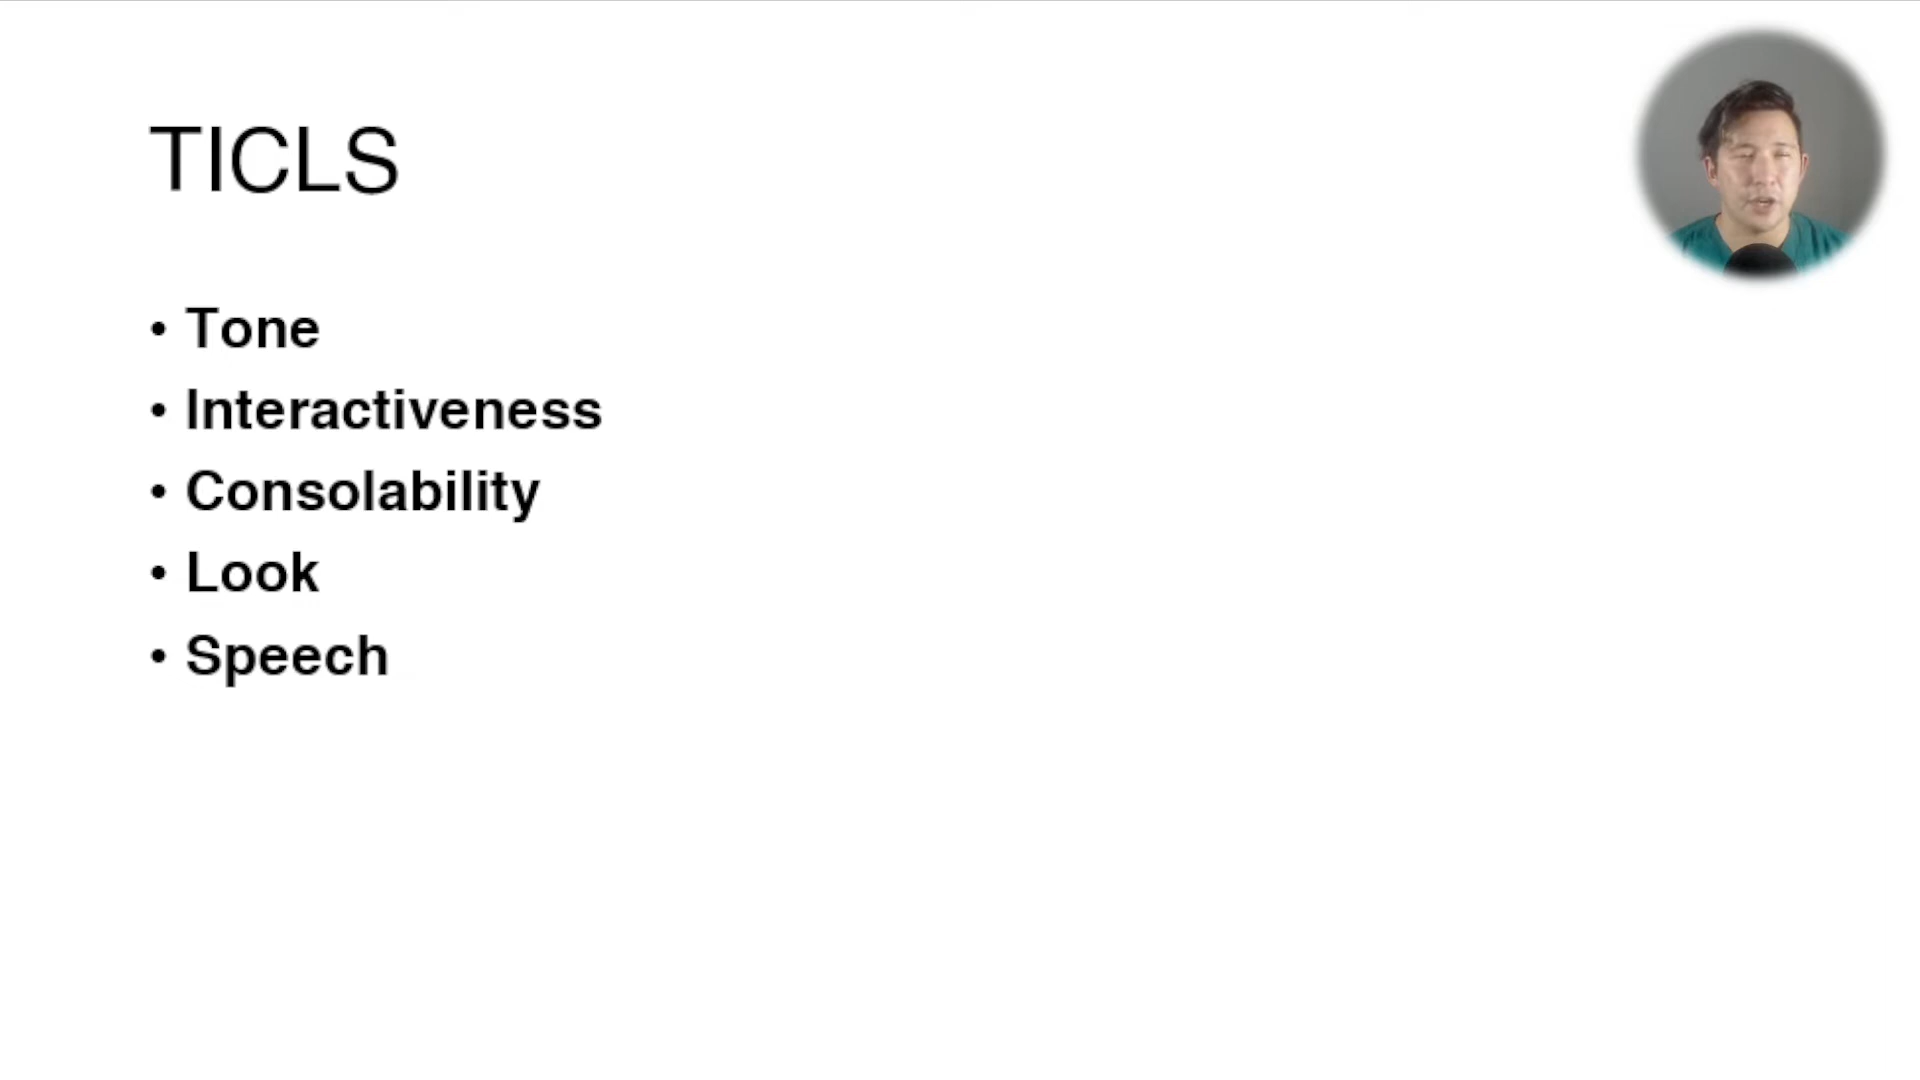 TICLS
• Tone
• Interactiveness
• Consolability
• Look
• Speech